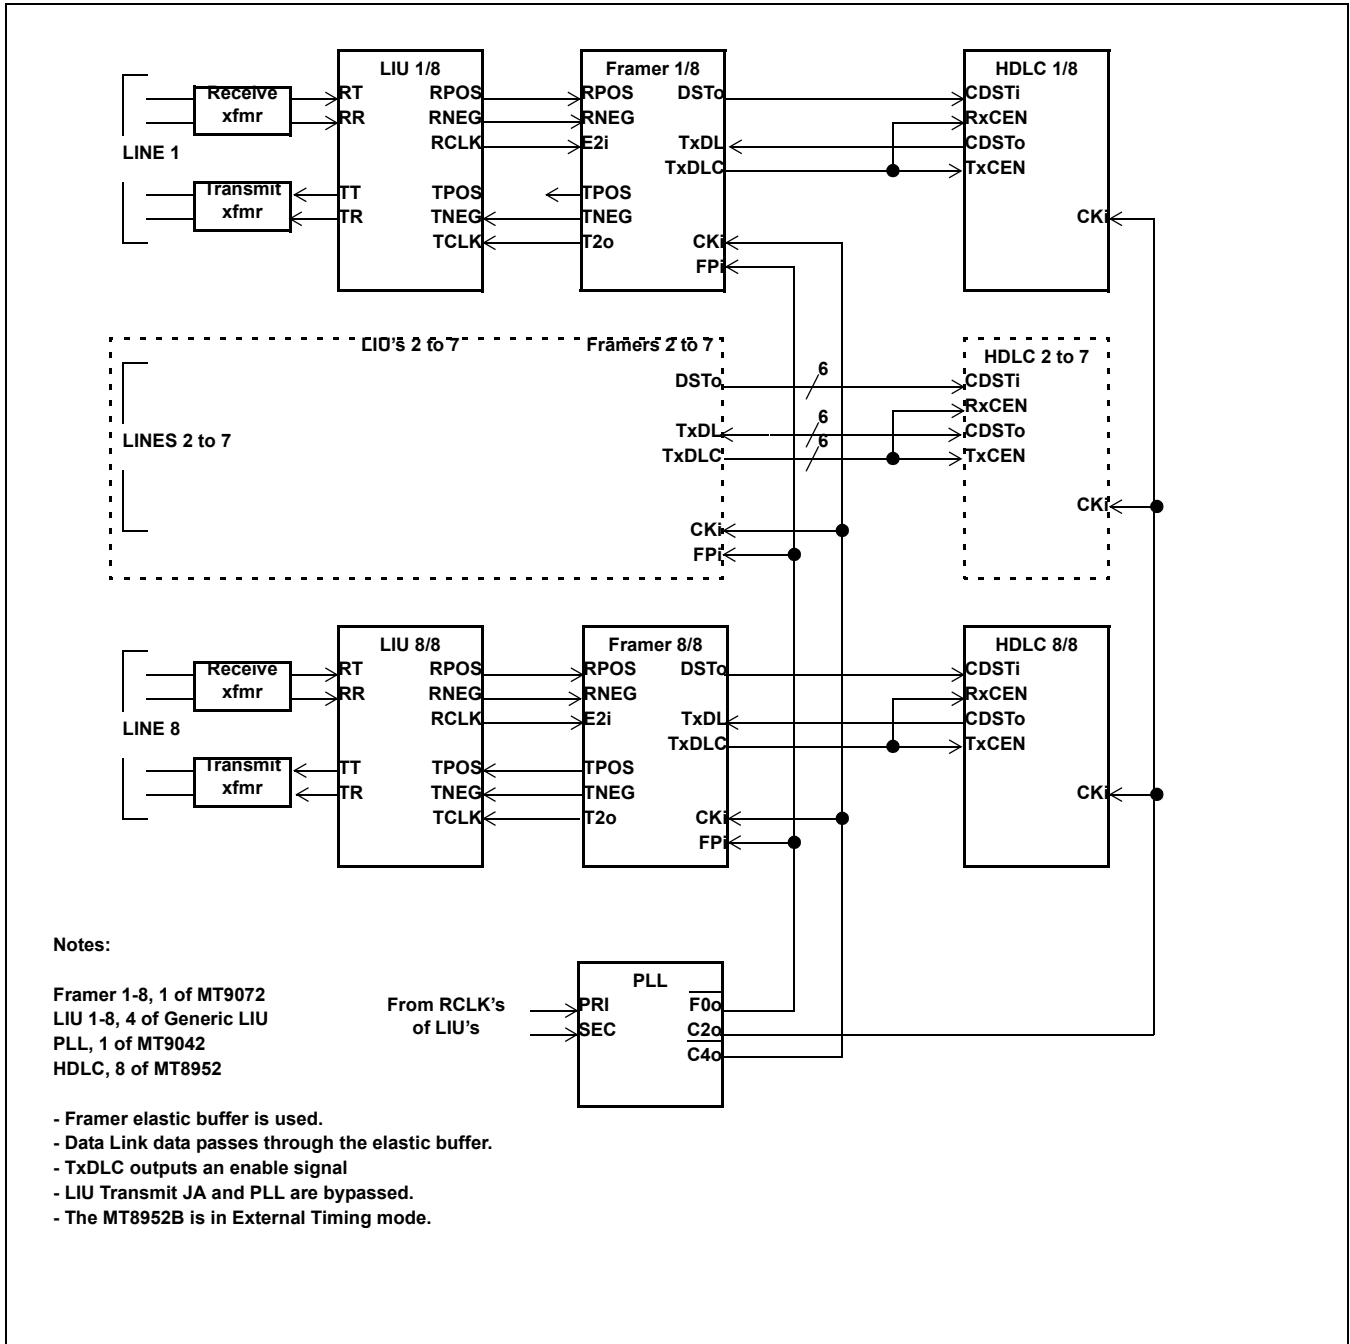 LIU 1/8 Framer 1/8 HDLC 1/8
Receive RT RPOS RPOS DSTo CDSTi
xfmr RR RNEG RNEG RxCEN
RCLK E2i TxDL CDSTo
LINE 1
TxDLC TxCEN
Transmit TT TPOS TPOS
xfmr TR TNEG TNEG CKi
TCLK T2o CKi
FPi
LIU's 2 to 7 Framers 2 to 7 HDLC 2 to 7
DSTo 6 CDSTi
RxCEN
LINES 2 to 7 TxDL 6 CDSTo
TxDLC 6 TxCEN
CKi
CKi
FPi
LIU 8/8 Framer 8/8 HDLC 8/8
Receive RT RPOS RPOS DSTo CDSTi
xfmr RR RNEG RNEG RxCEN
LINE 8 RCLK E2i TxDL CDSTo
TxDLC TxCEN
Transmit TT TPOS TPOS
xfmr TR TNEG TNEG CKi
TCLK T2o CKi
FPi
Notes:
PLL
Framer 1-8, 1 of MT9072 From RCLK's PRI F0o
LIU 1-8, 4 of Generic LIU of LIU's SEC C2o
PLL, 1 of MT9042 C4o
HDLC, 8 of MT8952
- Framer elastic buffer is used.
- Data Link data passes through the elastic buffer.
- TxDLC outputs an enable signal
- LIU Transmit JA and PLL are bypassed.
- The MT8952B is in External Timing mode.